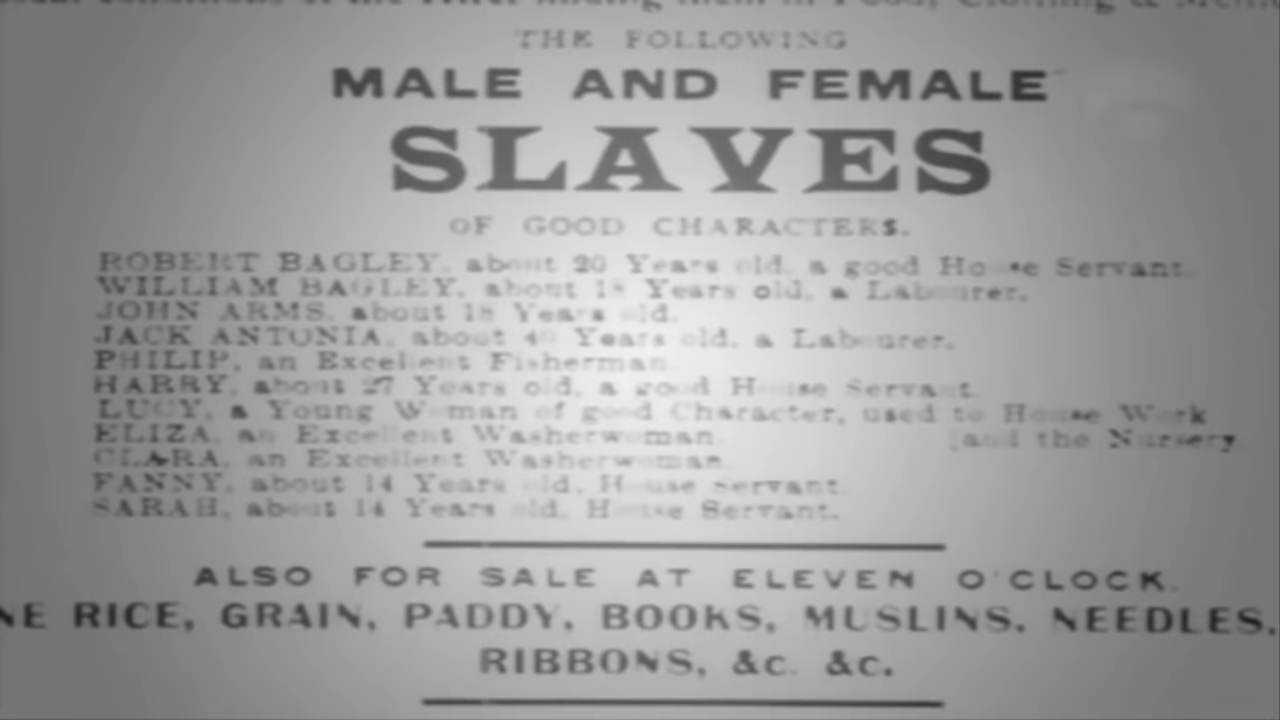 THE FOLLOWING
MALE AND FEMALE
SLAVES
OF GOOD CHARACTERS.
ROBERT BAGLEY, about 20 Years old, a good House Servant.
WILLIAM BAGLEY, about 18 Years old, a Labourer.
JOHN ARMS, about 18 Years old.
JACK ANTONIA, about 40 Years old, a Labourer.
PHILIP, an Excellent Fisherman.
HARRY, about 27 Years old, a good House Servant.
LUCY, a Young Woman of good Character, used to House Work
ELIZA, an Excellent Washerwoman. [and the Nursery.
CLARA, an Excellent Washerwoman.
FANNY, about 14 Years old, House Servant.
SARAH, about 14 Years old, House Servant.
ALSO FOR SALE AT ELEVEN O'CLOCK.
NE RICE, GRAIN, PADDY, BOOKS, MUSLINS, NEEDLES,
RIBBONS, &c. &c.